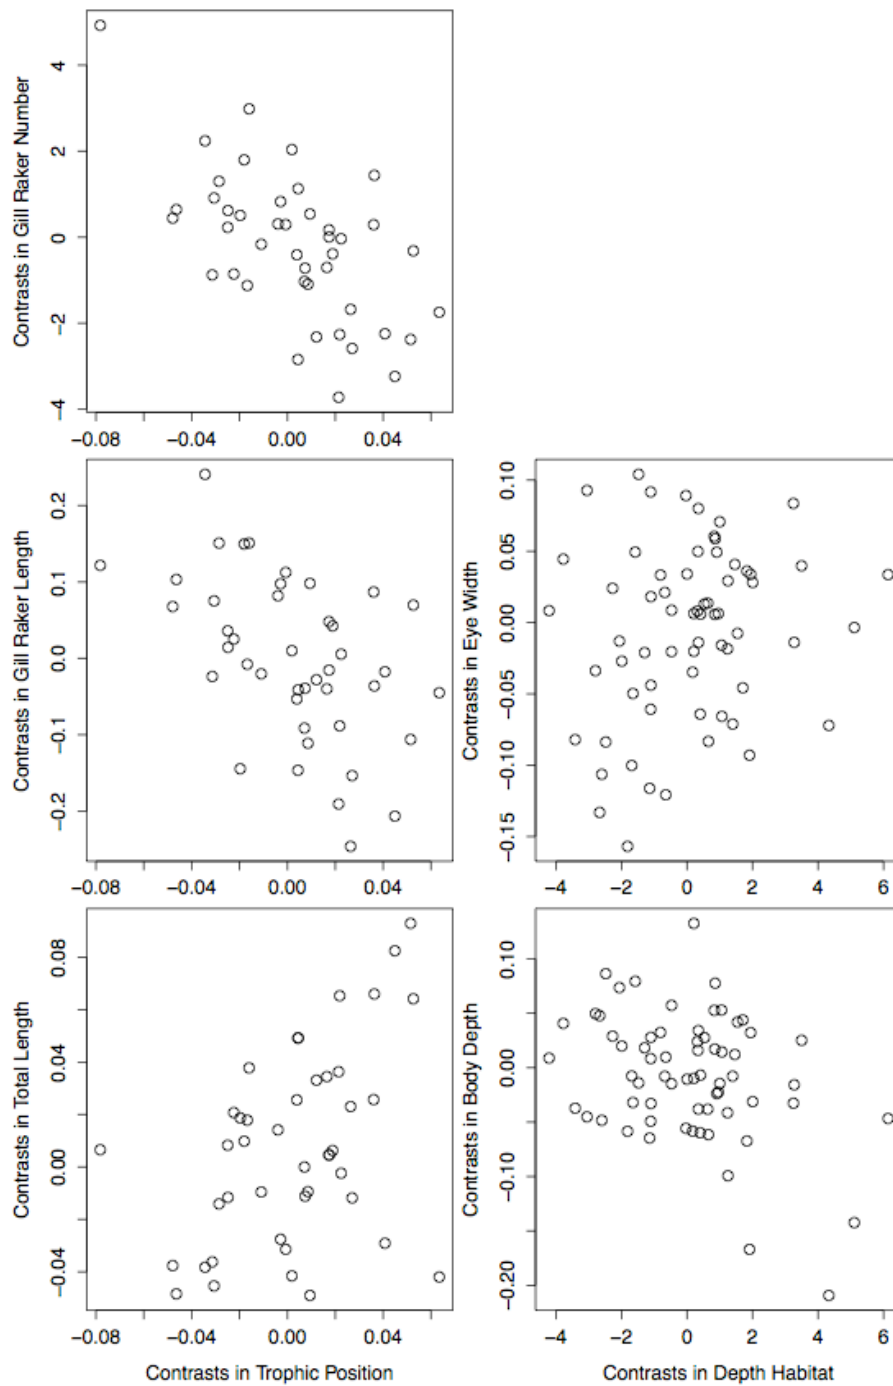 Contrasts in Gill Raker Number
4
2
0
−2
−4
−0.08 −0.04 0.00 0.04
Contrasts in Gill Raker Length
0.2
0.1
0.0
−0.1
−0.2
−0.08 −0.04 0.00 0.04
Contrasts in Eye Width
0.10
0.05
0.00
−0.05
−0.10
−0.15
−4 −2 0 2 4 6
Contrasts in Total Length
0.08
0.04
0.00
−0.04
−0.08 −0.04 0.00 0.04
Contrasts in Trophic Position
Contrasts in Body Depth
0.10
0.00
−0.10
−0.20
−4 −2 0 2 4 6
Contrasts in Depth Habitat